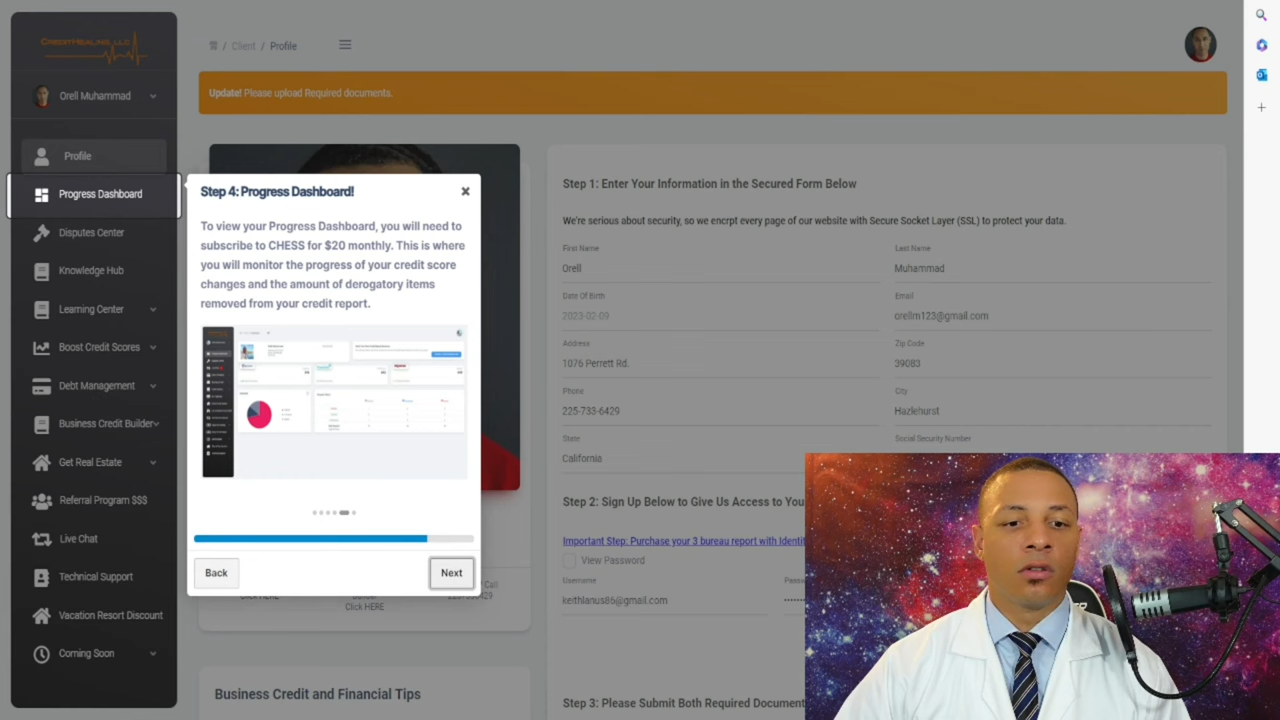 CREDITHEALING, LLC
Orell Muhammad
Profile
Progress Dashboard
Disputes Center
Knowledge Hub
Learning Center
Boost Credit Scores
Debt Management
Business Credit Builder
Get Real Estate
Referral Program $$$
Live Chat
Technical Support
Vacation Resort Discount
Coming Soon
/ Client / Profile
Update! Please upload Required documents.
Step 4: Progress Dashboard!
To view your Progress Dashboard, you will need to
subscribe to CHESS for $20 monthly. This is where
you will monitor the progress of your credit score
changes and the amount of derogatory items
removed from your credit report.
Back
Next
Click HERE
Call
Business Credit and Financial Tips
Step 1: Enter Your Information in the Secured Form Below
We're serious about security, so we encrpt every page of our website with Secure Socket Layer (SSL) to protect your data.
First Name
Last Name
Orell
Muhammad
Date Of Birth
Email
2023-02-09
orellm123@gmail.com
Address
Zip Code
1076 Perrett Rd.
39083
Phone
City
225-733-6429
Hazlehurst
State
Social Security Number
California
Step 2: Sign Up Below to Give Us Access to You
Important Step: Purchase your 3 bureau report with Identit
View Password
Username
Passw
keithlanus86@gmail.com
Step 3: Please Submit Both Required Document